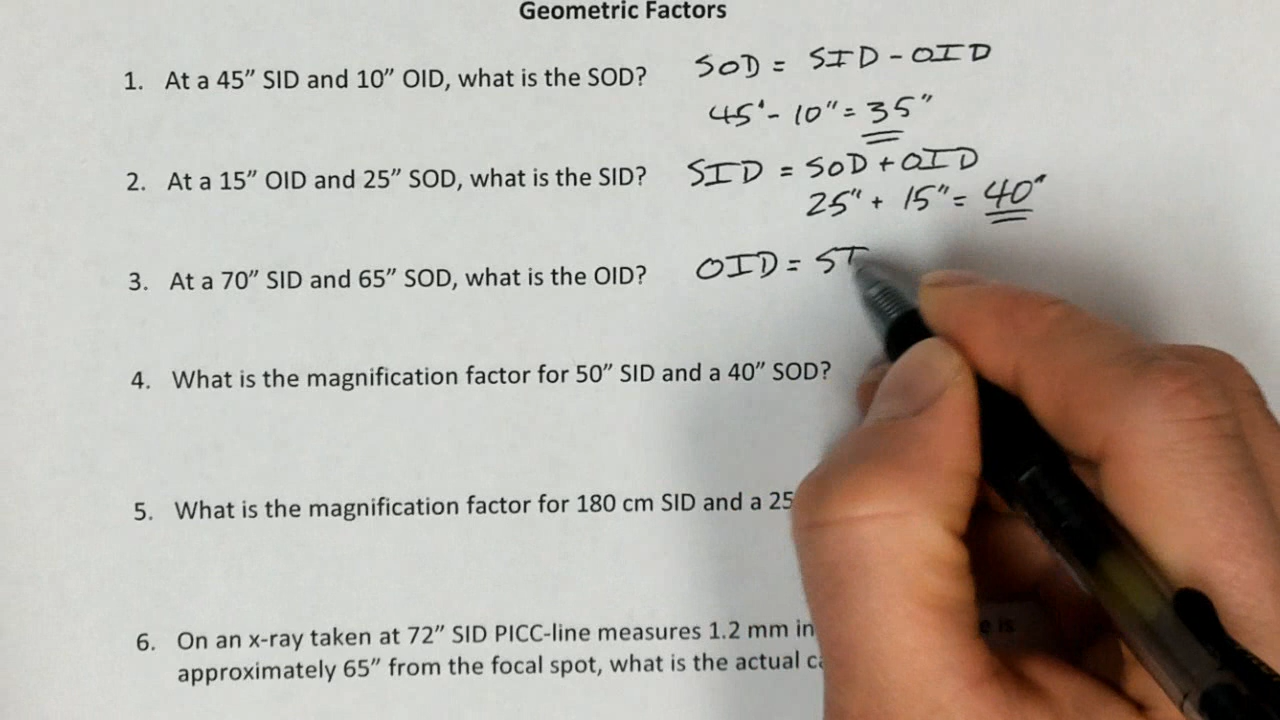 Geometric Factors
1. At a 45” SID and 10” OID, what is the SOD? SOD = SID - OID
45' - 10" = 35"
2. At a 15” OID and 25” SOD, what is the SID? SID = SOD + OID
25" + 15" = 40"
3. At a 70” SID and 65” SOD, what is the OID? OID = SI
4. What is the magnification factor for 50” SID and a 40” SOD?
5. What is the magnification factor for 180 cm SID and a 25
6. On an x-ray taken at 72” SID PICC-line measures 1.2 mm in
approximately 65” from the focal spot, what is the actual